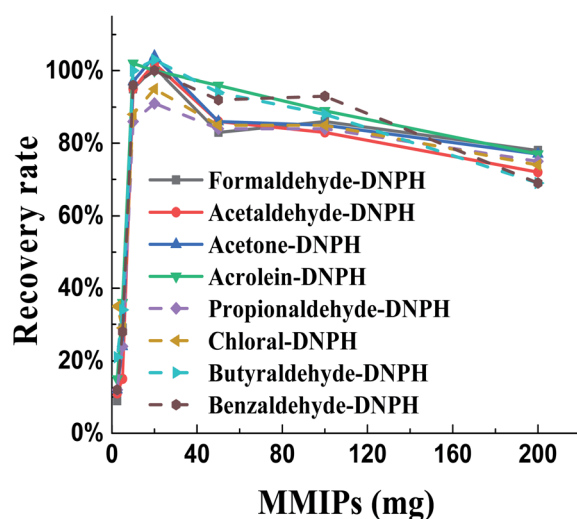 Recovery rate
100%
80%
60%
40%
20%
0%
Formaldehyde-DNPH
Acetaldehyde-DNPH
Acetone-DNPH
Acrolein-DNPH
Propionaldehyde-DNPH
Chloral-DNPH
Butyraldehyde-DNPH
Benzaldehyde-DNPH
0 40 80 120 160 200
MMIPs (mg)